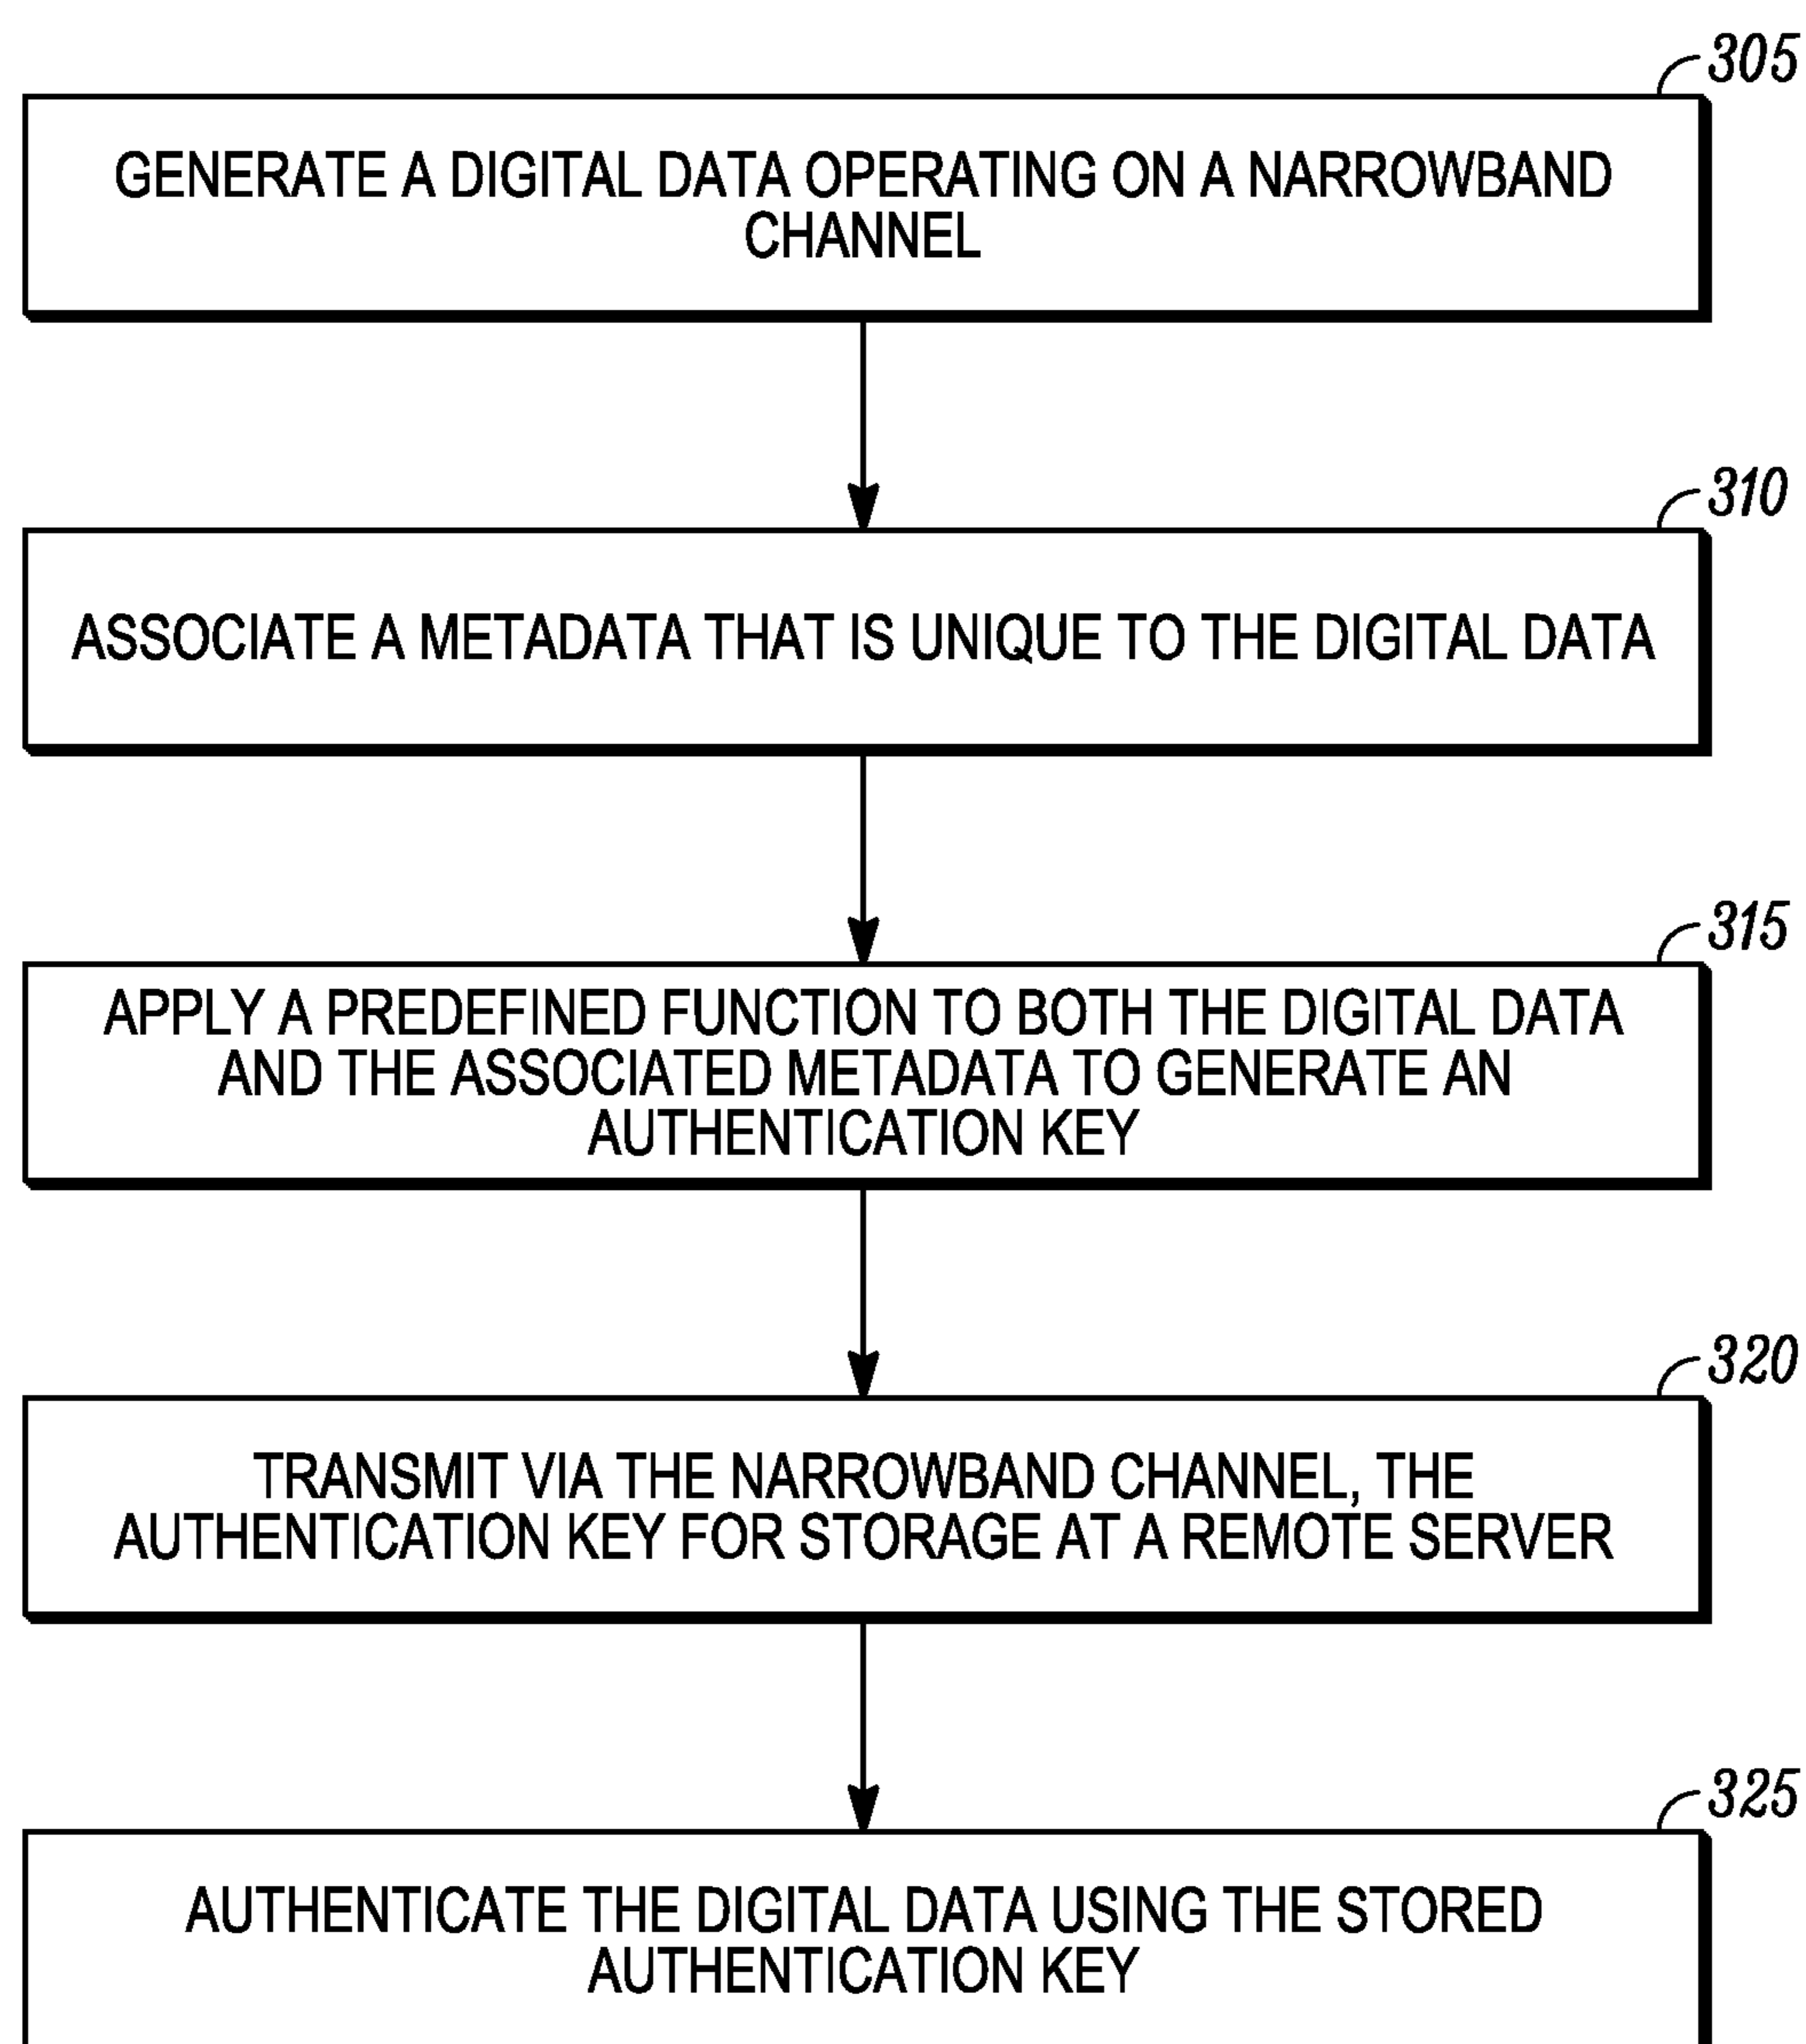 305
GENERATE A DIGITAL DATA OPERATING ON A NARROWBAND
CHANNEL
310
ASSOCIATE A METADATA THAT IS UNIQUE TO THE DIGITAL DATA
315
APPLY A PREDEFINED FUNCTION TO BOTH THE DIGITAL DATA
AND THE ASSOCIATED METADATA TO GENERATE AN
AUTHENTICATION KEY
320
TRANSMIT VIA THE NARROWBAND CHANNEL, THE
AUTHENTICATION KEY FOR STORAGE AT A REMOTE SERVER
325
AUTHENTICATE THE DIGITAL DATA USING THE STORED
AUTHENTICATION KEY